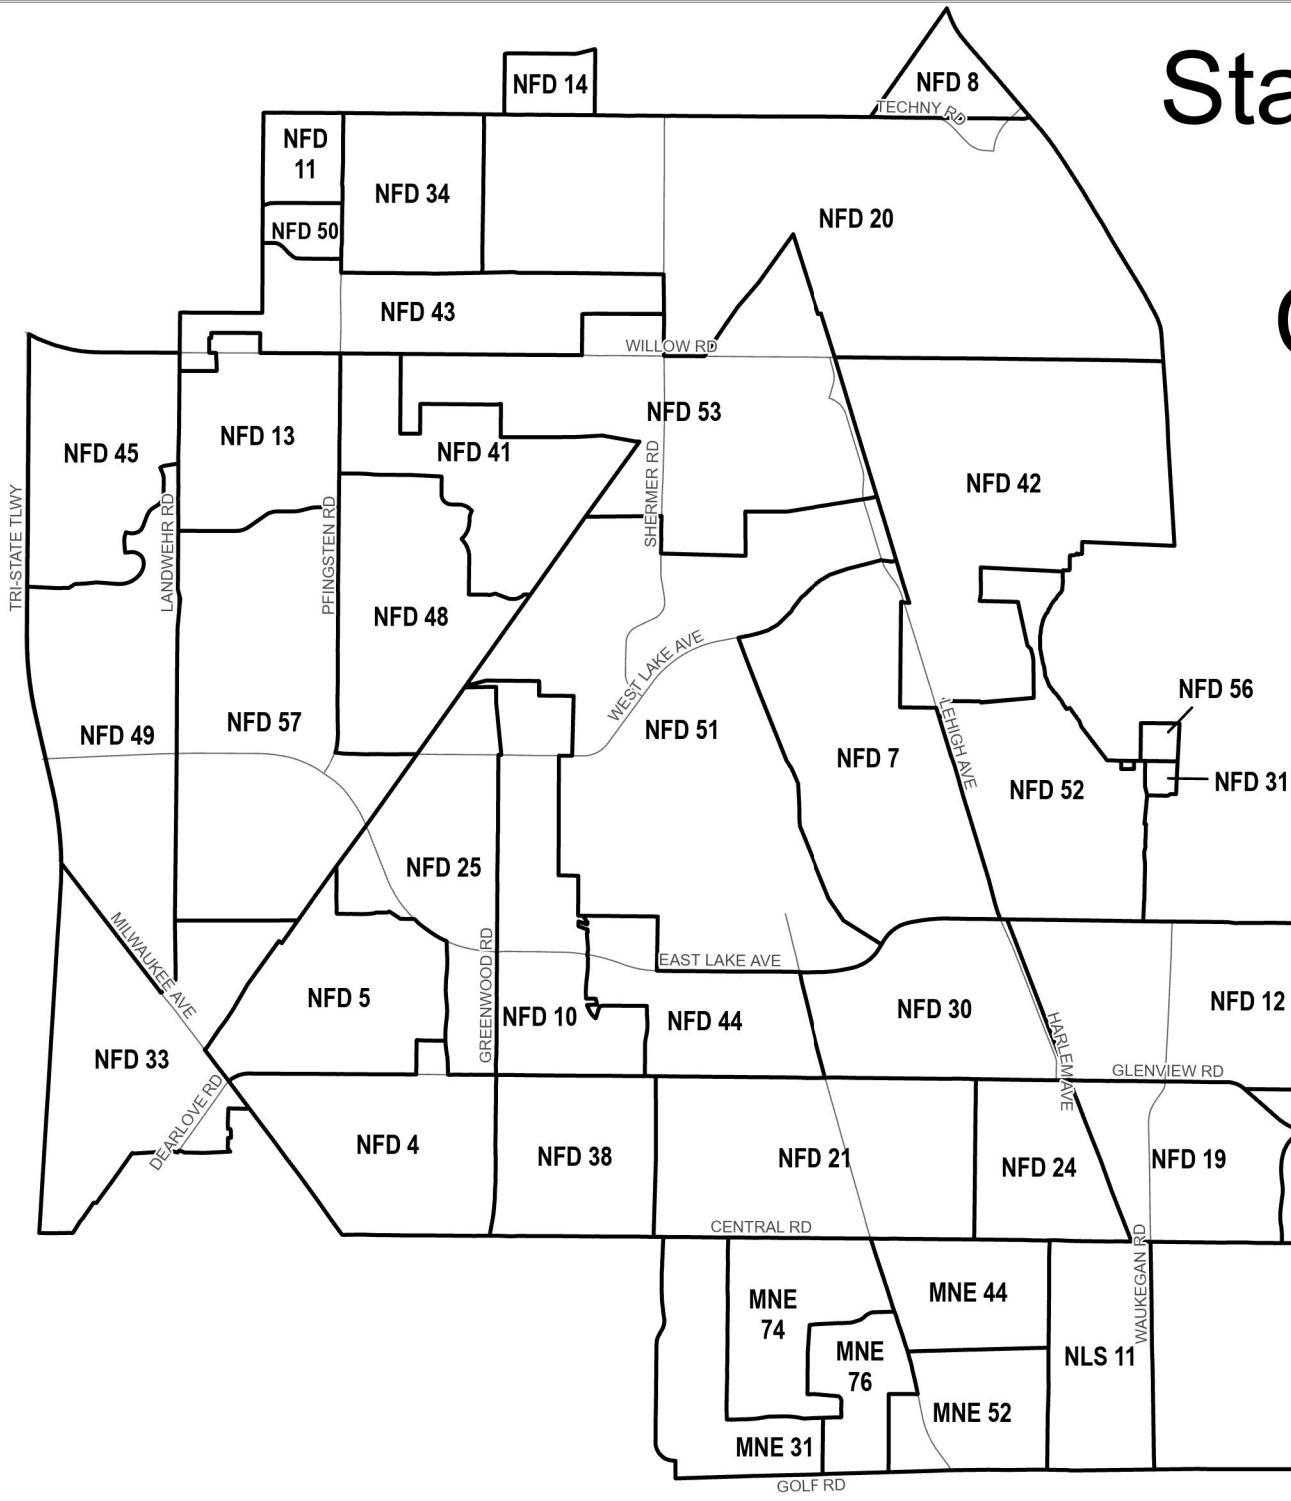 Sta
NFD 14
NFD 8
TECHNY RD
NFD
11
NFD 34
NFD 50
NFD 20
NFD 43
WILLOW RD
NFD 53
NFD 13
NFD 41
NFD 45
NFD 42
SHERMER RD
TRI-STATE TLWY
LANDWEHR RD
PFINGSTEN RD
NFD 48
WEST LAKE AVE
NFD 56
NFD 57
NFD 51
NFD 49
LEHIGH AVE
NFD 7
NFD 31
NFD 52
NFD 25
MILWAUKEE AVE
GREENWOOD RD
EAST LAKE AVE
NFD 5
NFD 10
NFD 44
NFD 30
NFD 12
HARLEM AVE
NFD 33
GLENVIEW RD
DEARLOVE RD
NFD 4
NFD 38
NFD 21
NFD 24
NFD 19
CENTRAL RD
WAUKEGAN RD
MNE 44
MNE
74
MNE
76
NLS 11
MNE 52
MNE 31
GOLF RD